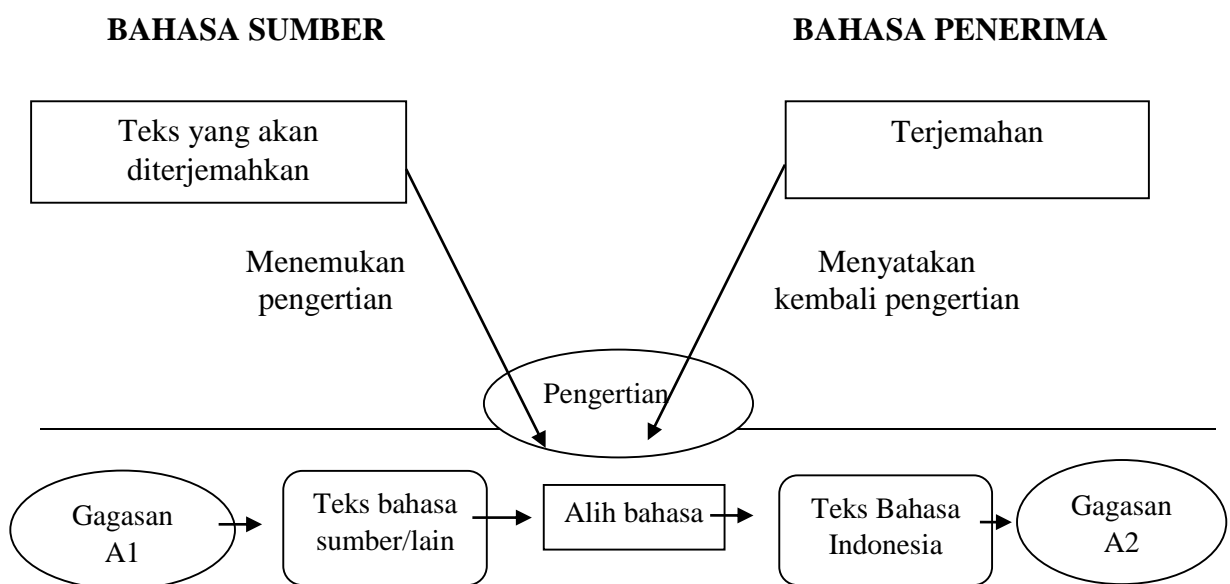 BAHASA SUMBER
BAHASA PENERIMA
Teks yang akan
diterjemahkan
Terjemahan
Menemukan
pengertian
Menyatakan
kembali pengertian
Pengertian
Gagasan
A1
Teks bahasa
sumber/lain
Alih bahasa
Teks Bahasa
Indonesia
Gagasan
A2